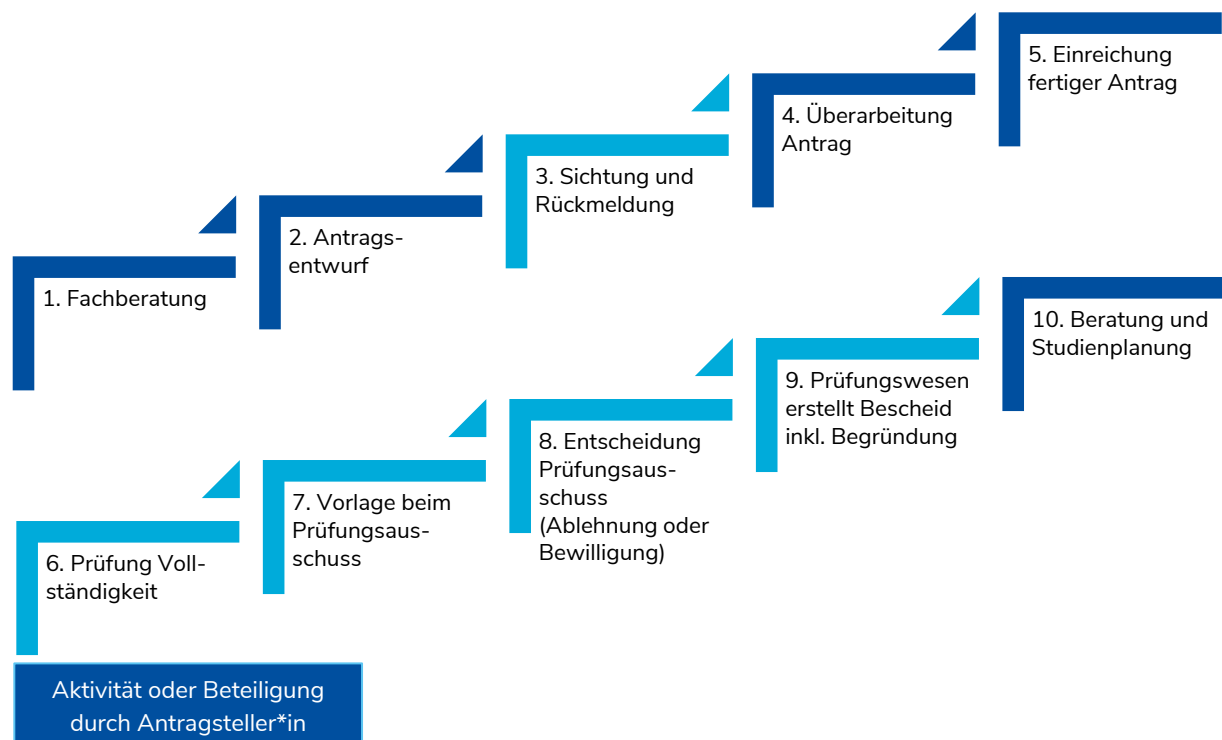 1. Fachberatung
2. Antrags-
entwurf
3. Sichtung und
Rückmeldung
4. Überarbeitung
Antrag
5. Einreichung
fertiger Antrag
6. Prüfung Voll-
ständigkeit
7. Vorlage beim
Prüfungsaus-
schuss
8. Entscheidung
Prüfungsaus-
schuss
(Ablehnung oder
Bewilligung)
9. Prüfungswesen
erstellt Bescheid
inkl. Begründung
10. Beratung und
Studienplanung
Aktivität oder Beteiligung
durch Antragsteller*in